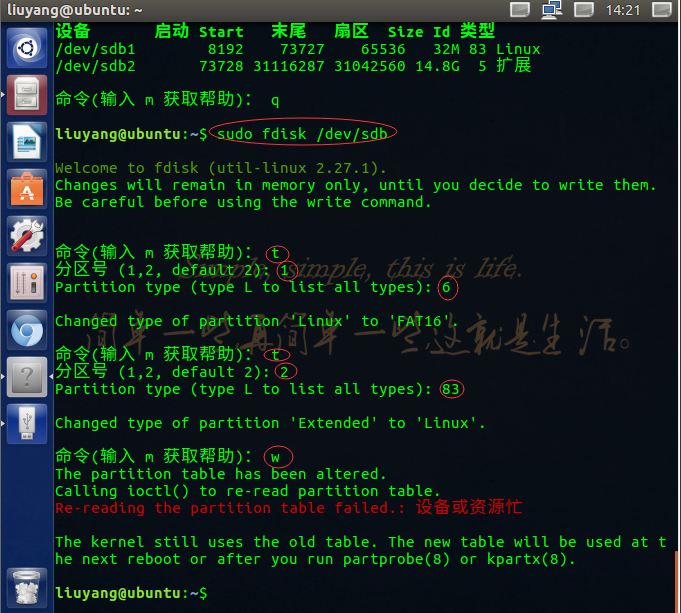 liuyang@ubuntu: ~ 14:21
设备 启动 Start 末尾 扇区 Size Id 类型
/dev/sdb1 8192 73727 65536 32M 83 Linux
/dev/sdb2 73728 31116287 31042560 14.8G 5 扩展
命令(输入 m 获取帮助)： q
liuyang@ubuntu:~$ sudo fdisk /dev/sdb
Welcome to fdisk (util-linux 2.27.1).
Changes will remain in memory only, until you decide to write them.
Be careful before using the write command.
命令(输入 m 获取帮助)： t
分区号 (1,2, default 2): 1
Simple, simple, this is life.
Partition type (type L to list all types): 6
Changed type of partition 'Linux' to 'FAT16'.
简单一些再简单一些这就是生活。
命令(输入 m 获取帮助)： t
分区号 (1,2, default 2): 2
Partition type (type L to list all types): 83
Changed type of partition 'Extended' to 'Linux'.
命令(输入 m 获取帮助)： w
The partition table has been altered.
Calling ioctl() to re-read partition table.
Re-reading the partition table failed.: 设备或资源忙
The kernel still uses the old table. The new table will be used at t
he next reboot or after you run partprobe(8) or kpartx(8).
liuyang@ubuntu:~$